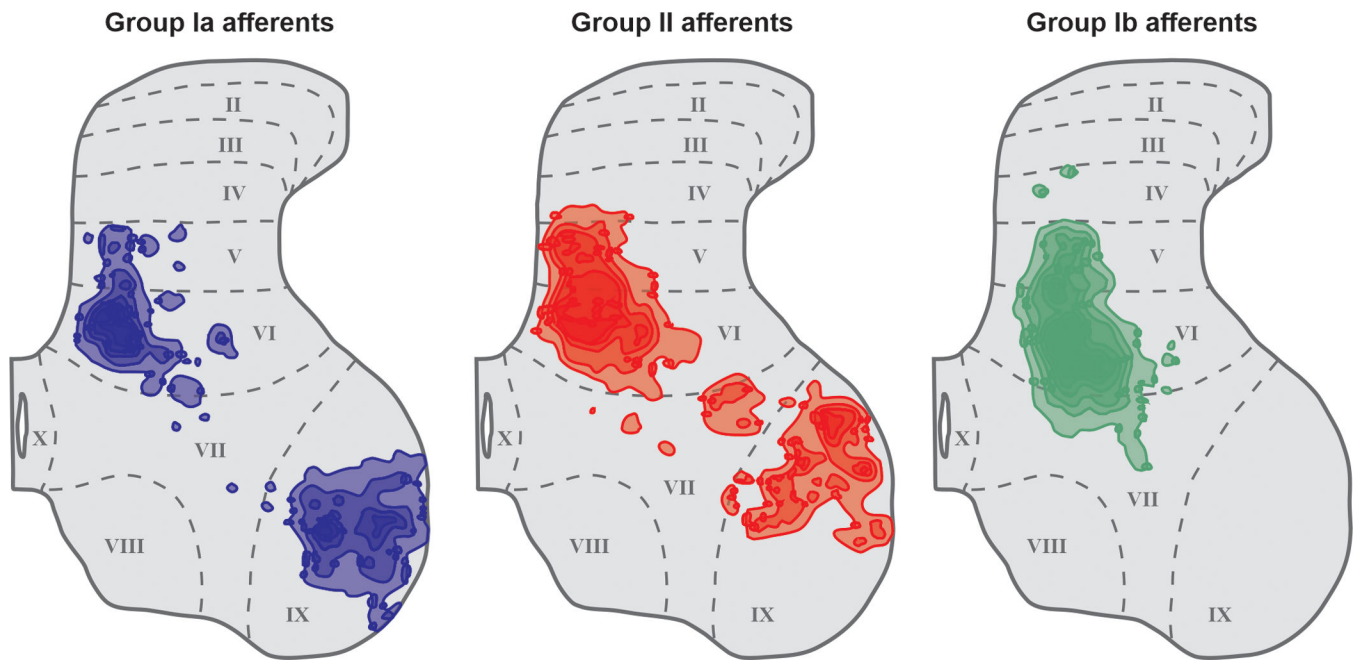 Group Ia afferents
Group II afferents
Group Ib afferents
II
III
IV
V
VI
VII
X
VIII
IX
II
III
IV
V
VI
X
VII
VIII
IX
II
III
IV
V
VI
X
VII
VIII
IX